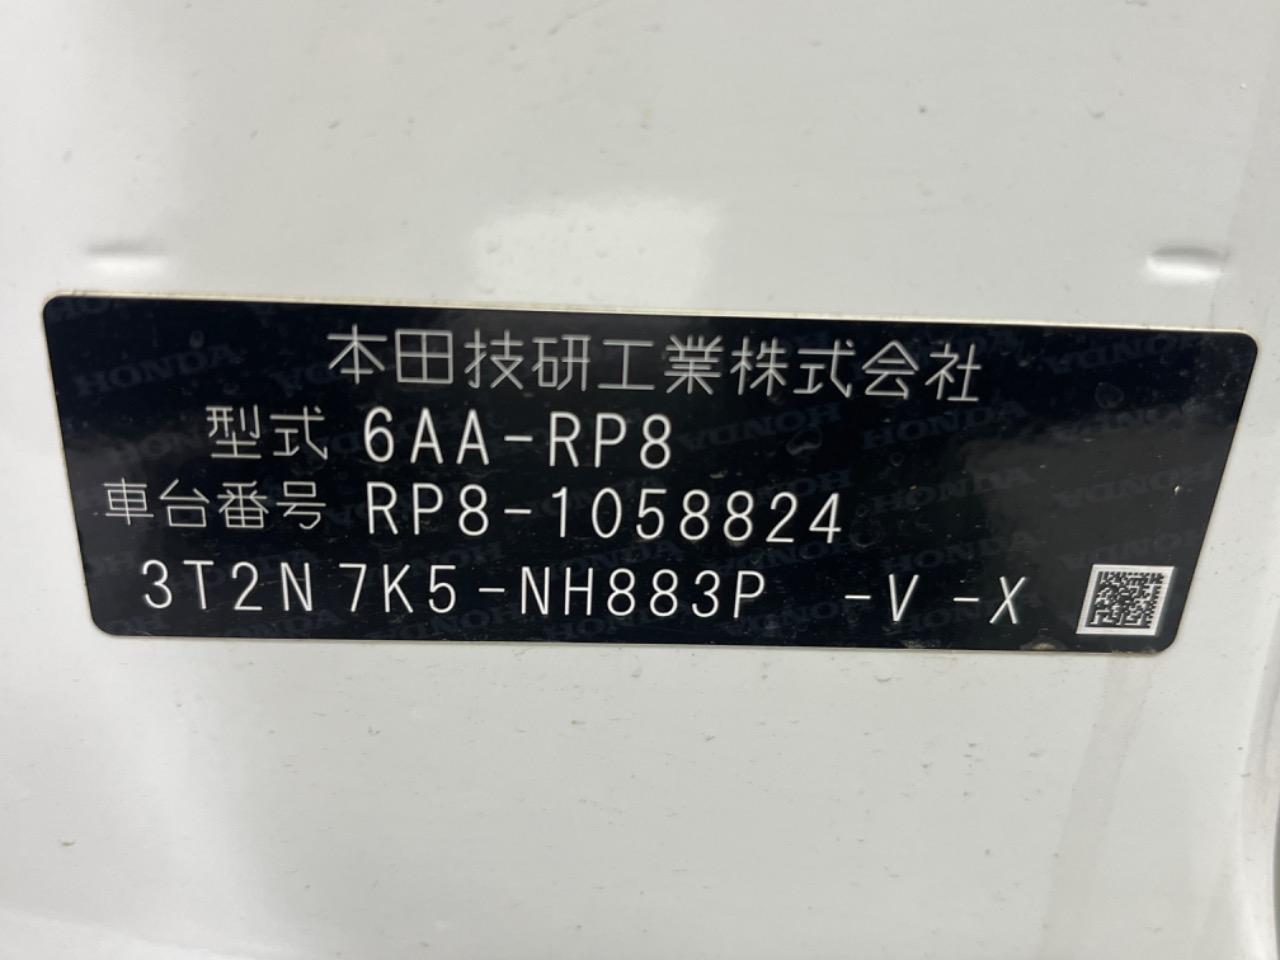 本田技研工業株式会社
型式 6AA-RP8
車台番号 RP8-1058824
3T2N7K5-NH883P -V -X